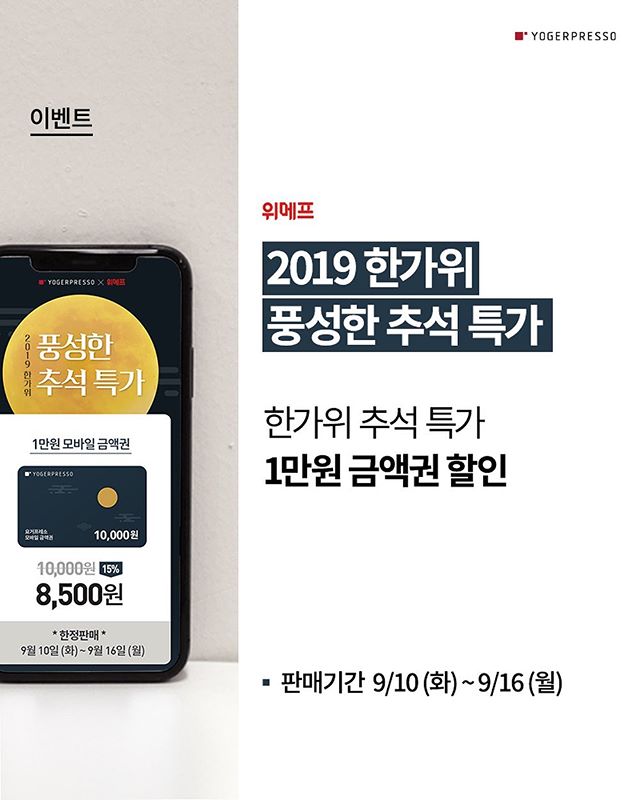 YOGERPRESSO
이벤트
위메프
2019 한가위
풍성한 추석 특가
한가위 추석 특가
1만원 금액권 할인
▪ 판매기간 9/10 (화) ~ 9/16 (월)
YOGERPRESSO × 위메프
2019 한가위
풍성한
추석 특가
1만원 모바일 금액권
YOGERPRESSO
요거프레소
모바일 금액권
10,000원
10,000원 15%
8,500원
* 한정판매 *
9월 10일 (화) ~ 9월 16일 (월)